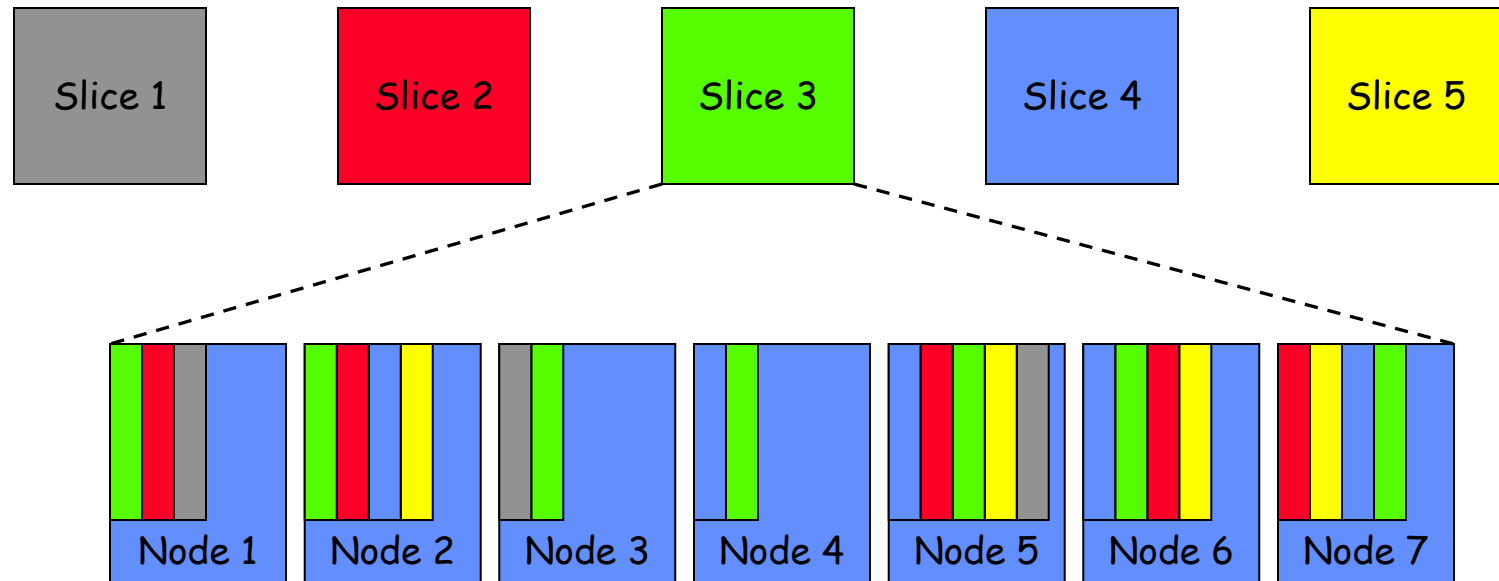 Slice 1
Slice 2
Slice 3
Slice 4
Slice 5
Node 1
Node 2
Node 3
Node 4
Node 5
Node 6
Node 7